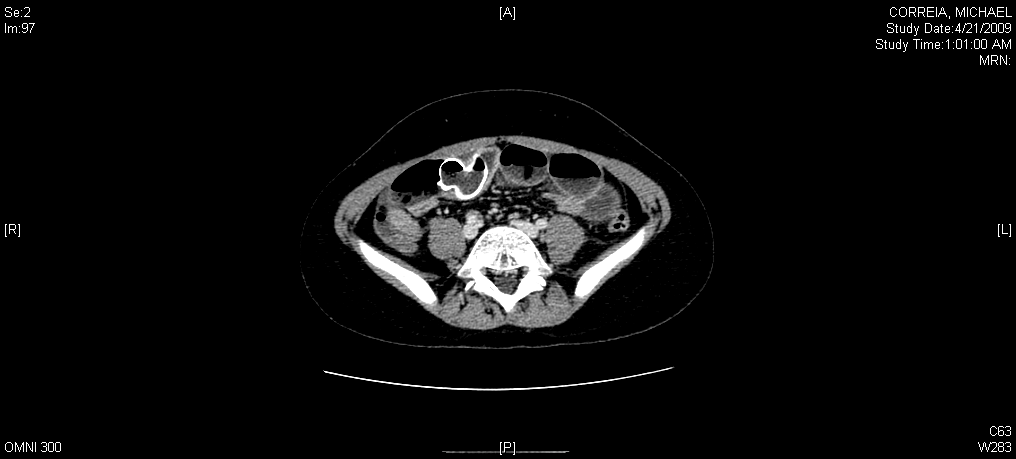 Se:2
Im:97
[A]
CORREIA, MICHAEL
Study Date:4/21/2009
Study Time:1:01:00 AM
MRN:
[R]
[L]
OMNI 300
[P]
C63
W283